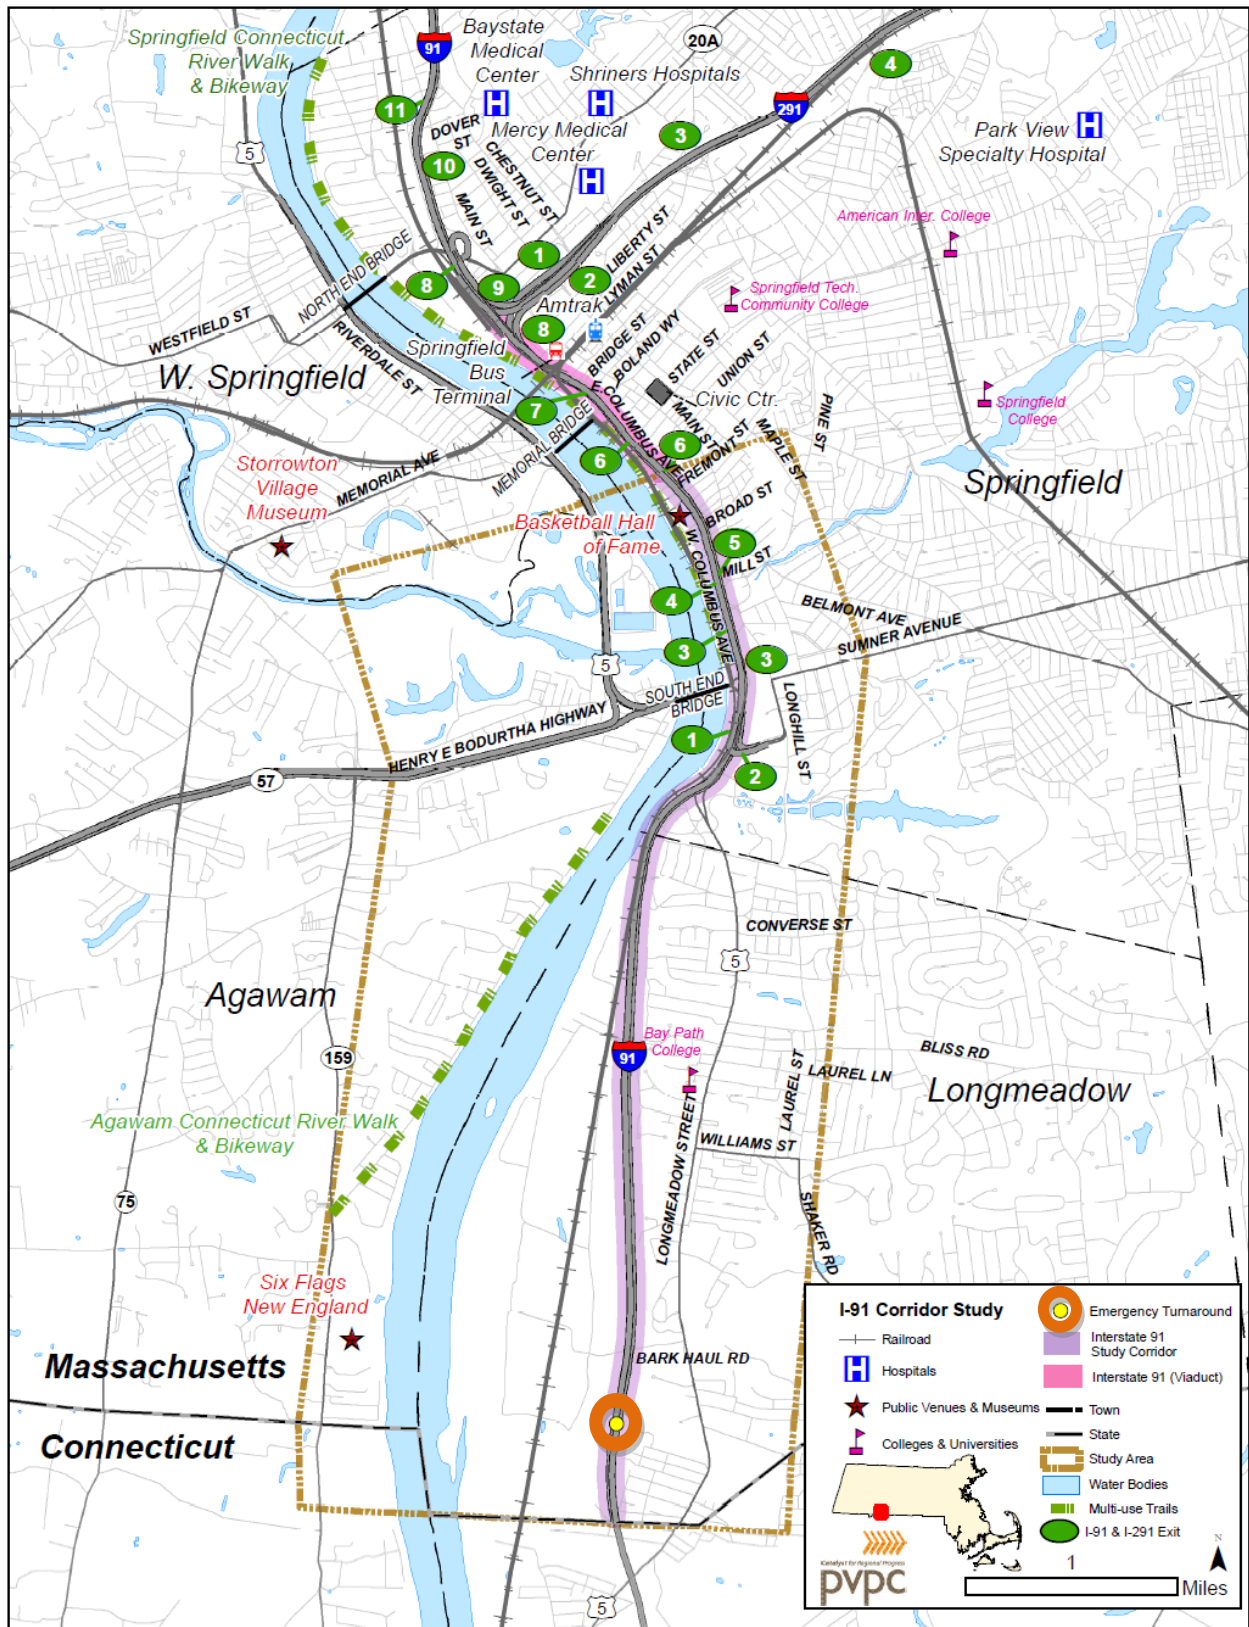 Springfield Connecticut
River Walk
& Bikeway
91
Baystate
Medical
Center
20A
Shriners Hospitals
4
291
11
H
H
DOVER
ST
3
Park View
Specialty Hospital
H
5
Mercy Medical
Center
H
10
CHESTNUT ST
DWIGHT ST
MAIN ST
American Inter. College
LIBERTY ST
1
NORTH END BRIDGE
8
9
2
LYMAN ST
Springfield Tech.
Community College
Amtrak
8
WESTFIELD ST
RIVERDALE ST
Springfield
Bus
Terminal
BRIDGE ST
BOLAND WY
STATE ST
UNION ST
W. Springfield
Civic Ctr.
Springfield
College
7
E. COLUMBUS AVE
MAIN ST
PINE ST
MEMORIAL BRIDGE
6
6
FREMONT ST
MAPLE ST
Storrowton
Village
Museum
MEMORIAL AVE
Springfield
BROAD ST
Basketball Hall
of Fame
5
MILL ST
W. COLUMBUS AVE
4
BELMONT AVE
SUMNER AVENUE
3
3
5
SOUTH END
BRIDGE
LONGHILL ST
HENRY E BODURTHA HIGHWAY
1
57
2
CONVERSE ST
5
Agawam
Bay Path
College
91
159
BLISS RD
LAUREL ST
LAUREL LN
Longmeadow
Agawam Connecticut River Walk
& Bikeway
WILLIAMS ST
LONGMEADOW STREET
75
SHAKER RD
Six Flags
New England
BARK HAUL RD
Massachusetts
Connecticut
5
I-91 Corridor Study
Railroad
H
Hospitals
Public Venues & Museums
Colleges & Universities
Emergency Turnaround
Interstate 91
Study Corridor
Interstate 91 (Viaduct)
Town
State
Study Area
Water Bodies
Multi-use Trails
I-91 & I-291 Exit
Catalyst for Regional Progress
pvpc
N
1
Miles